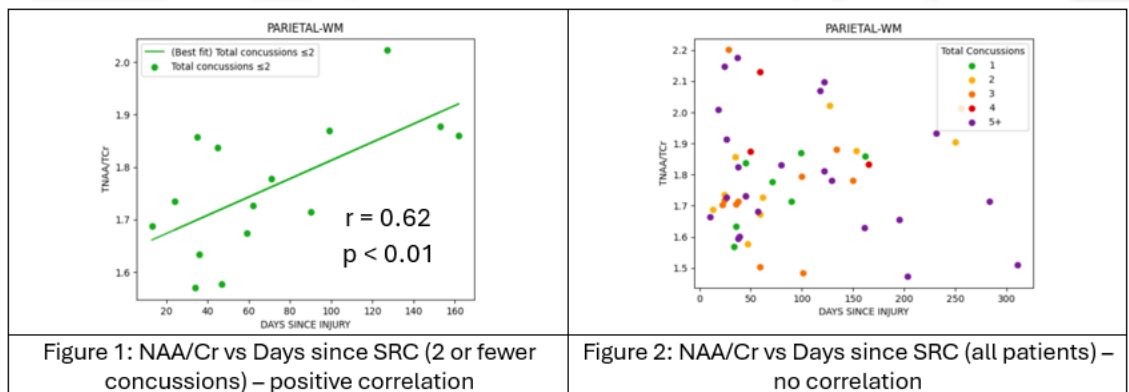 PARIETAL-WM
(Best fit) Total concussions ≤2
Total concussions ≤2
2.0
1.9
1.8
1.7
1.6
TNAA/TCr
r = 0.62
p < 0.01
20 40 60 80 100 120 140 160
DAYS SINCE INJURY
Figure 1: NAA/Cr vs Days since SRC (2 or fewer
concussions) – positive correlation
PARIETAL-WM
Total Concussions
1
2
3
4
5+
2.2
2.1
2.0
1.9
1.8
1.7
1.6
1.5
TNAA/TCr
0 50 100 150 200 250 300
DAYS SINCE INJURY
Figure 2: NAA/Cr vs Days since SRC (all patients) –
no correlation